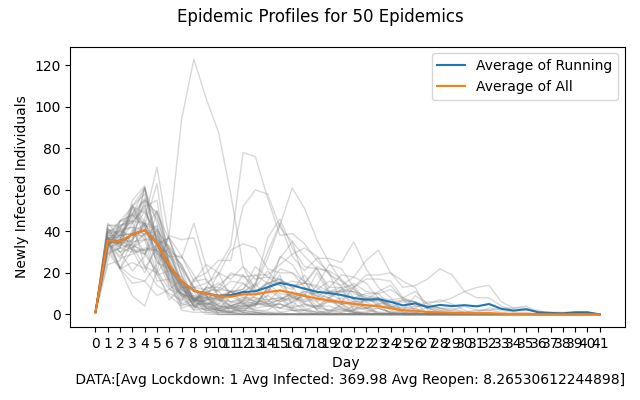 Epidemic Profiles for 50 Epidemics
Newly Infected Individuals
120
100
80
60
40
20
0
Average of Running
Average of All
0 1 2 3 4 5 6 7 8 9 10 11 12 13 14 15 16 17 18 19 20 21 22 23 24 25 26 27 28 29 30 31 32 33 34 35 36 37 38 39 40 41
Day
DATA:[Avg Lockdown: 1 Avg Infected: 369.98 Avg Reopen: 8.26530612244898]